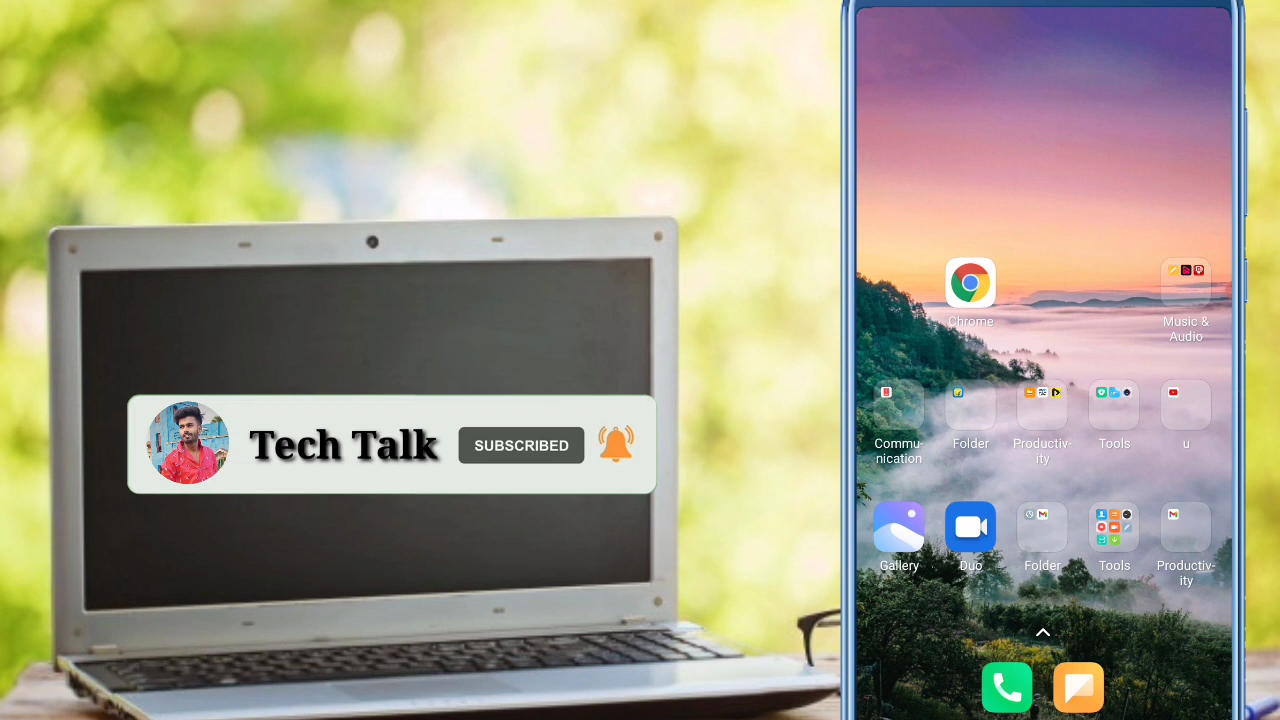 Tech Talk
SUBSCRIBED
Chrome
Music &
Audio
Commu-
nication
Folder
Productiv-
ity
Tools
u
Gallery
Duo
Folder
Tools
Productiv-
ity